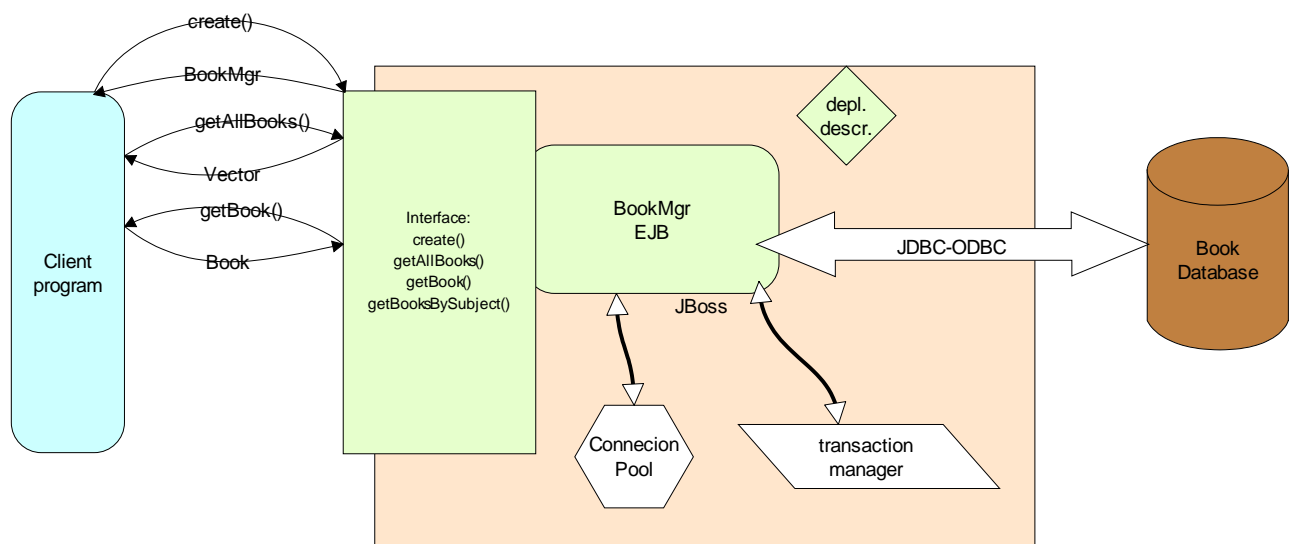 create()
BookMgr
getAllBooks()
Vector
getBook()
Book
Client
program
Interface:
create()
getAllBooks()
getBook()
getBooksBySubject()
BookMgr
EJB
JBoss
depl.
descr.
JDBC-ODBC
Book
Database
Connecion
Pool
transaction
manager